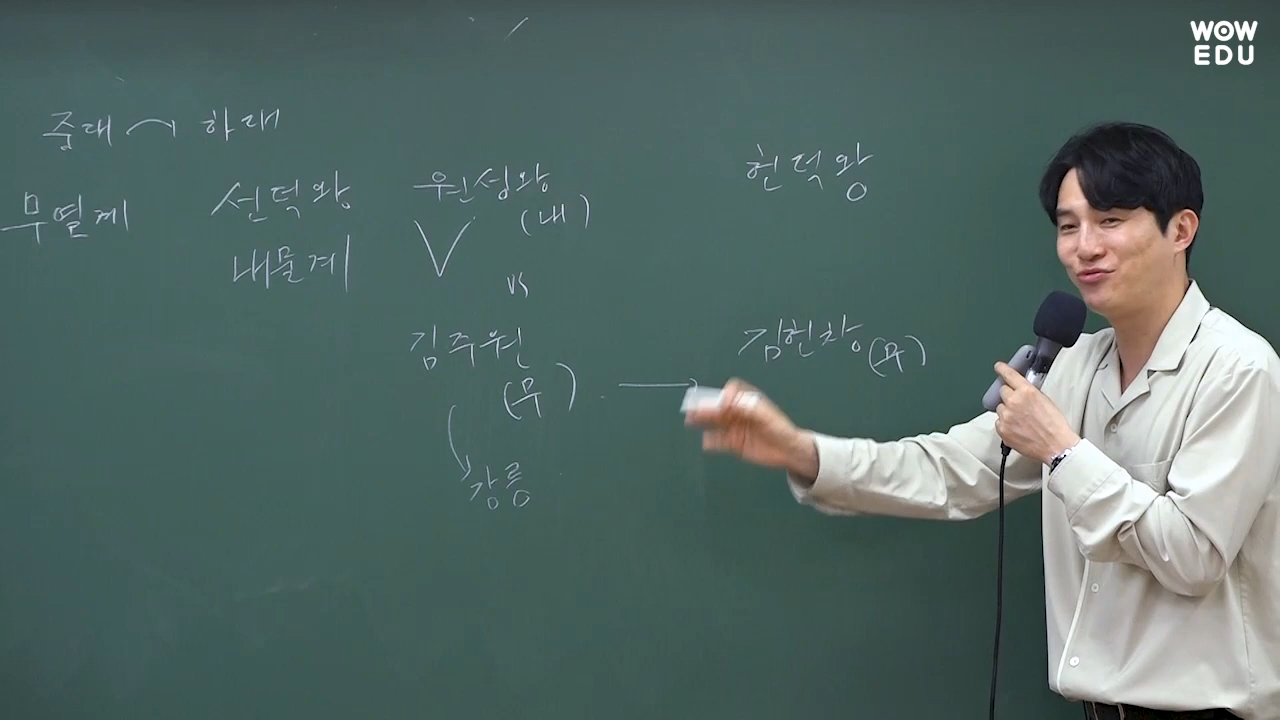 중대 → 하대
무열계
선덕왕
내물계
원성왕
(내)
V
vs
김주원
(무)
강릉
→
헌덕왕
김헌창 (무)
WOW
EDU